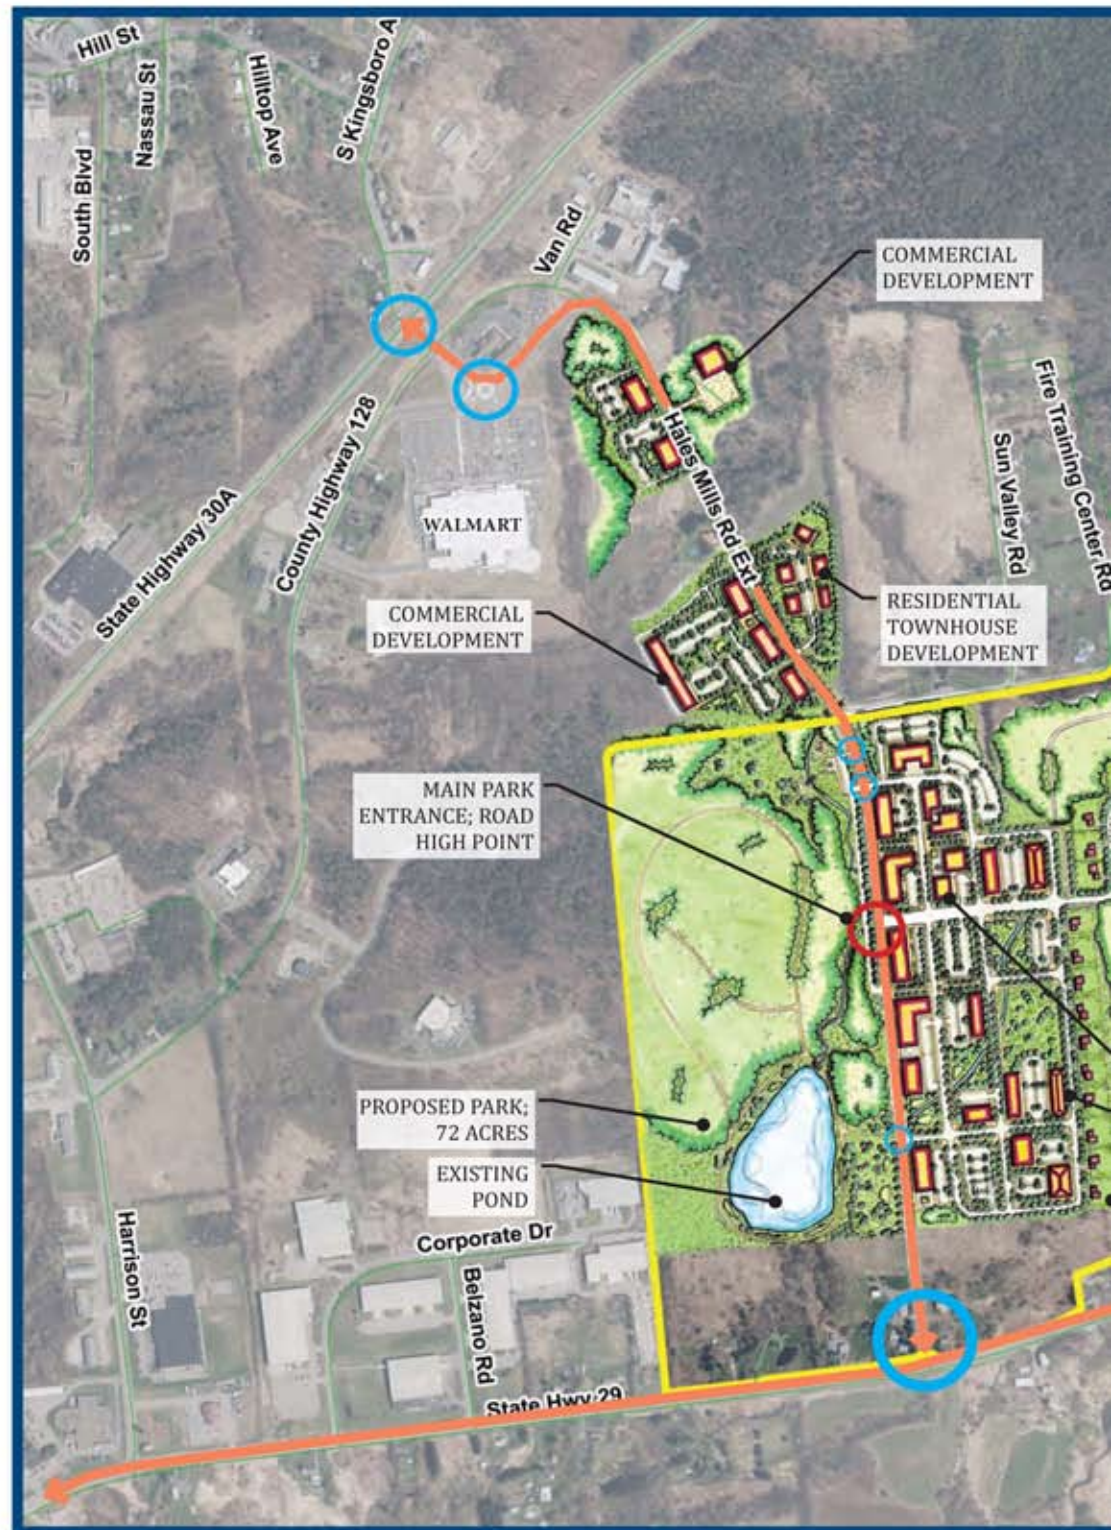 Hill St
Nassau St
Hilltop Ave
S Kingsboro A
South Blvd
Van Rd
COMMERCIAL
DEVELOPMENT
Fire Training Center Rd
Sun Valley Rd
Hales Mills Rd Ext
County Highway 128
State Highway 30A
WALMART
COMMERCIAL
DEVELOPMENT
RESIDENTIAL
TOWNHOUSE
DEVELOPMENT
MAIN PARK
ENTRANCE; ROAD
HIGH POINT
PROPOSED PARK;
72 ACRES
EXISTING
POND
Harrison St
Corporate Dr
Belzano Rd
State Hwy 29